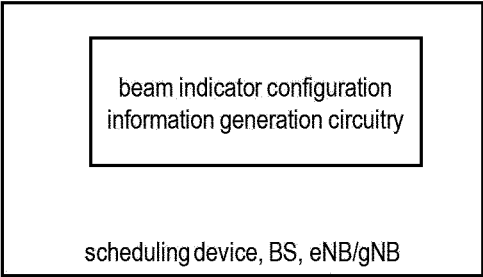 beam indicator configuration
information generation circuitry
scheduling device, BS, eNB/gNB